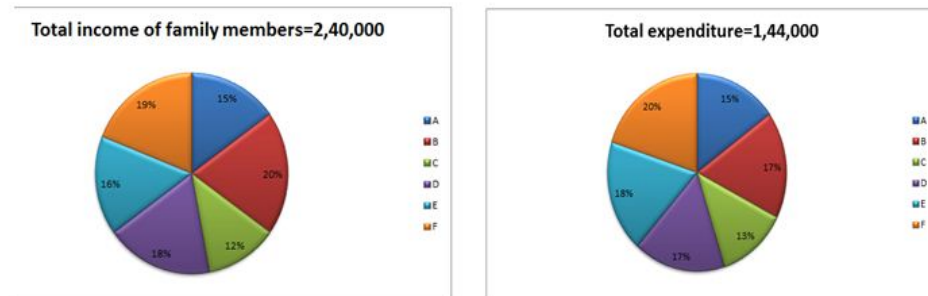 Total income of family members=2,40,000
15%
20%
12%
18%
16%
19%
A
B
C
D
E
F
Total expenditure=1,44,000
15%
17%
13%
17%
18%
20%
A
B
C
D
E
F